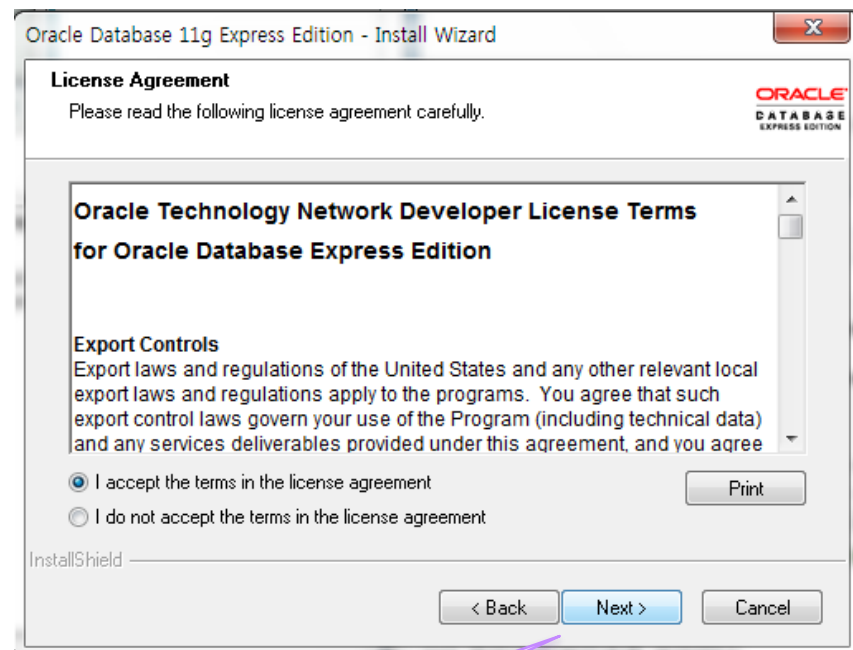 Oracle Database 11g Express Edition - Install Wizard
License Agreement
Please read the following license agreement carefully.
ORACLE
DATABASE
EXPRESS EDITION
Oracle Technology Network Developer License Terms
for Oracle Database Express Edition
Export Controls
Export laws and regulations of the United States and any other relevant local
export laws and regulations apply to the programs. You agree that such
export control laws govern your use of the Program (including technical data)
and any services deliverables provided under this agreement, and you agree
I accept the terms in the license agreement
Print
I do not accept the terms in the license agreement
InstallShield
< Back
Next >
Cancel